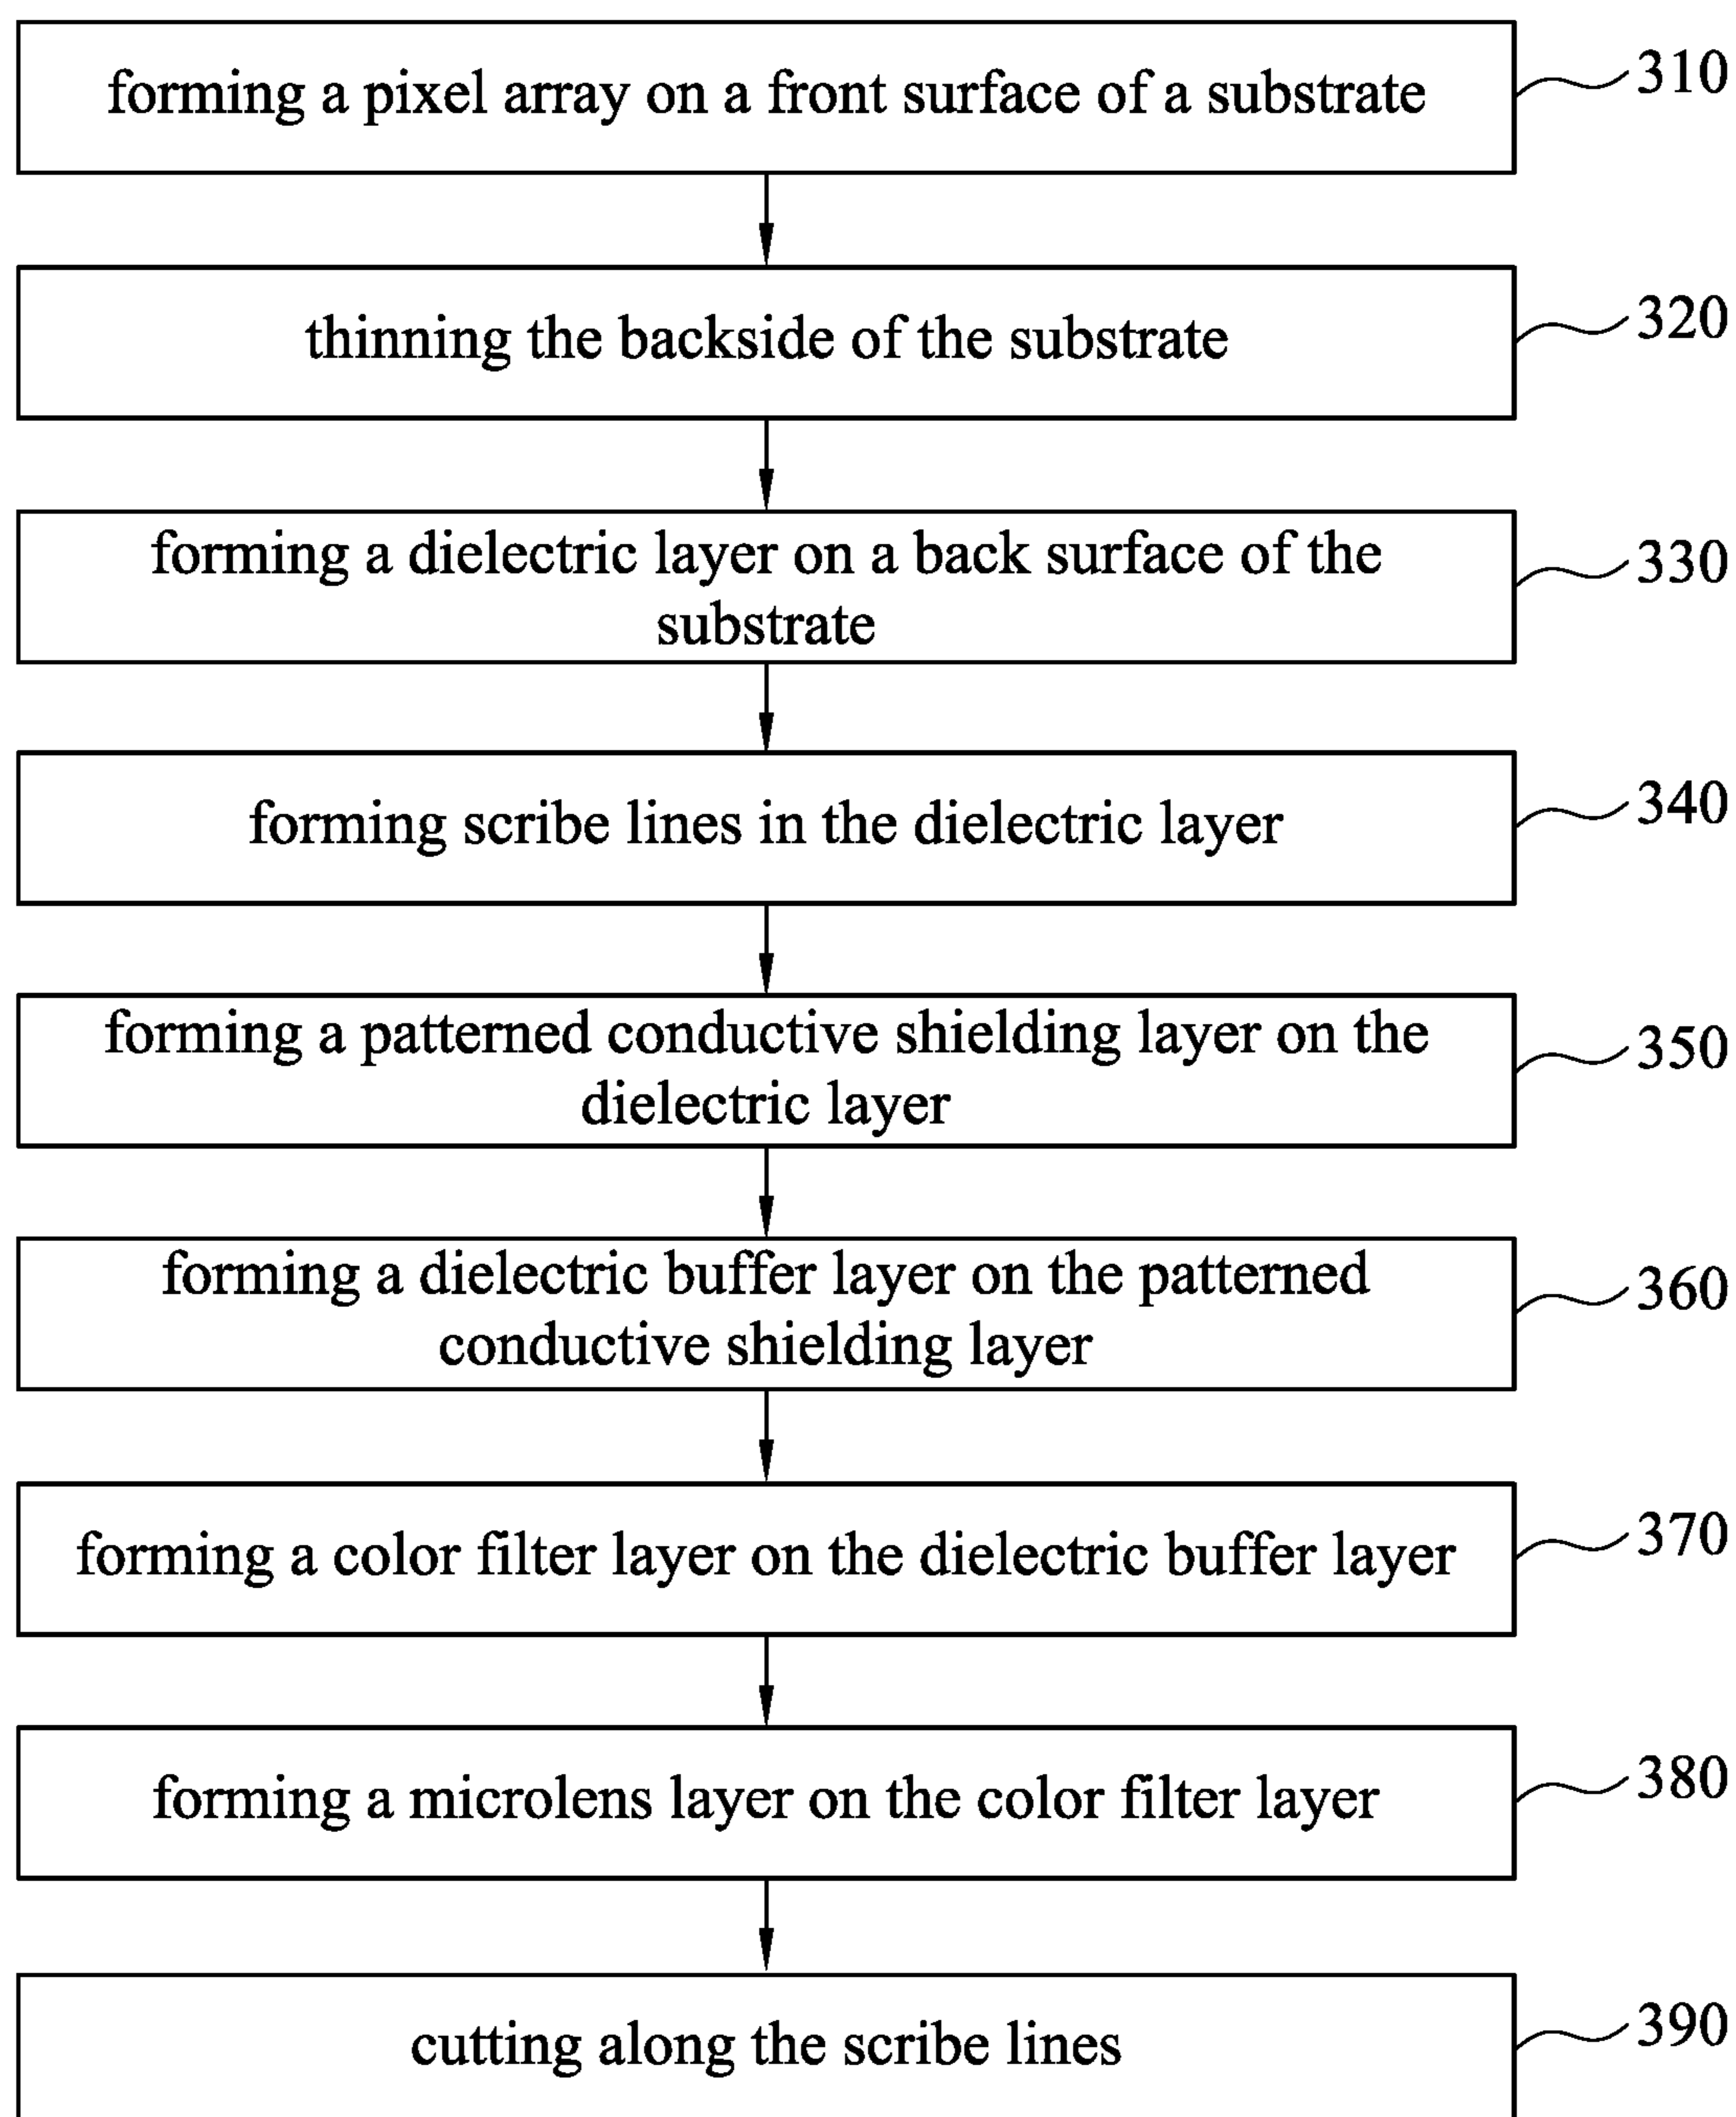 forming a pixel array on a front surface of a substrate
310
thinning the backside of the substrate
320
forming a dielectric layer on a back surface of the
substrate
330
forming scribe lines in the dielectric layer
340
forming a patterned conductive shielding layer on the
dielectric layer
350
forming a dielectric buffer layer on the patterned
conductive shielding layer
360
forming a color filter layer on the dielectric buffer layer
370
forming a microlens layer on the color filter layer
380
cutting along the scribe lines
390